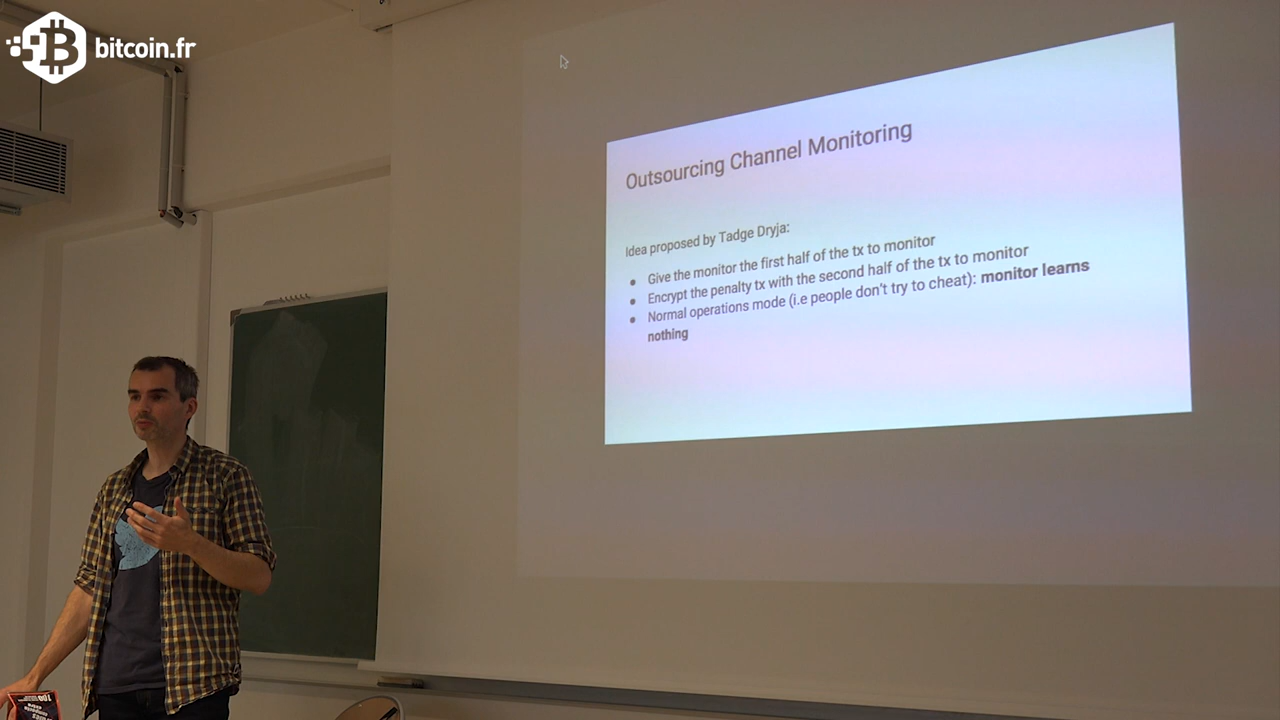 bitcoin.fr
Outsourcing Channel Monitoring
Idea proposed by Tadge Dryja:
● Give the monitor the first half of the tx to monitor
● Encrypt the penalty tx with the second half of the tx to monitor
● Normal operations mode (i.e people don't try to cheat): monitor learns
nothing